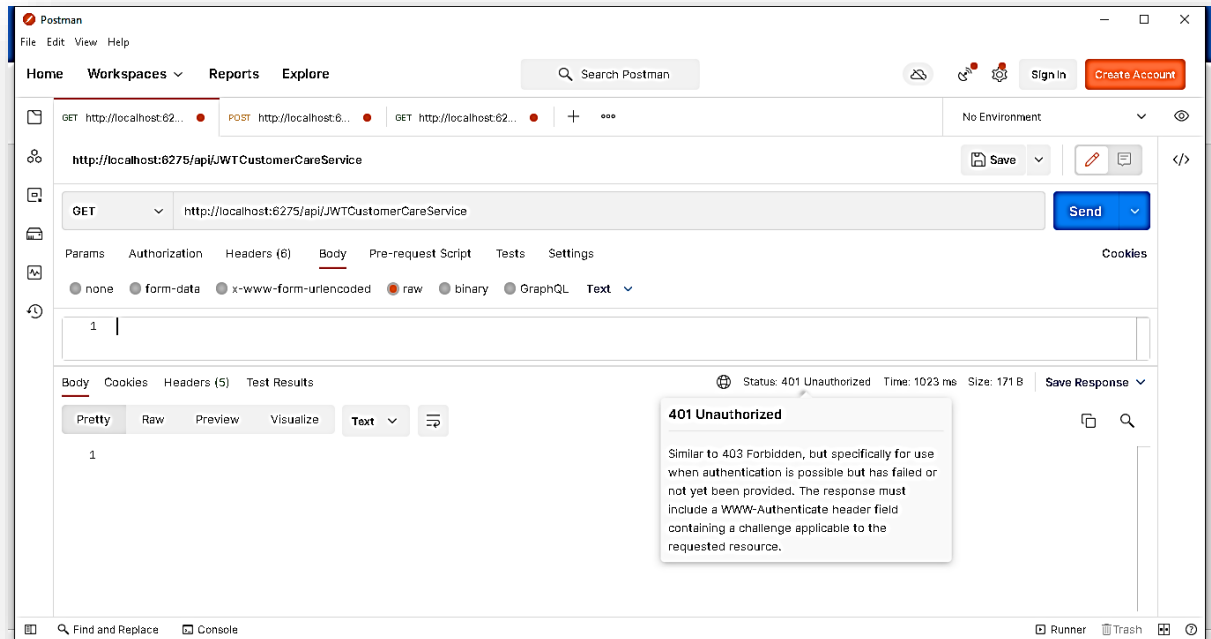 Postman
File Edit View Help
Home Workspaces Reports Explore Search Postman Sign In Create Account
GET http://localhost:62... POST http://localhost:6... GET http://localhost:62... No Environment
http://localhost:6275/api/JWTCustomerCareService Save
GET http://localhost:6275/api/JWTCustomerCareService Send
Params Authorization Headers (6) Body Pre-request Script Tests Settings Cookies
none form-data x-www-form-urlencoded raw binary GraphQL Text
1
Body Cookies Headers (5) Test Results Status: 401 Unauthorized Time: 1023 ms Size: 171 B Save Response
Pretty Raw Preview Visualize Text
1
401 Unauthorized
Similar to 403 Forbidden, but specifically for use
when authentication is possible but has failed or
not yet been provided. The response must
include a WWW-Authenticate header field
containing a challenge applicable to the
requested resource.
Find and Replace Console Runner Trash